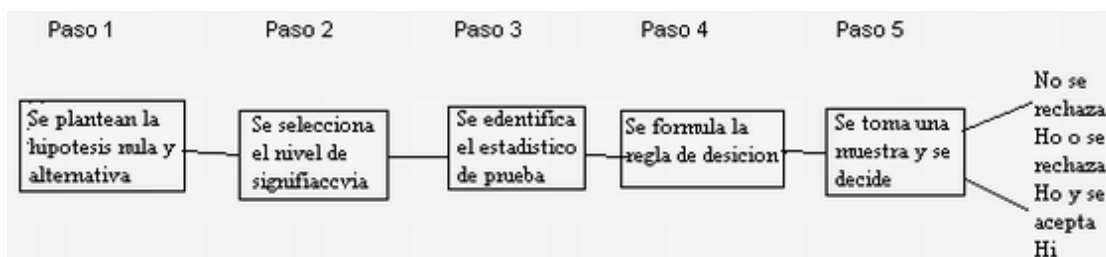 Paso 1 Paso 2 Paso 3 Paso 4 Paso 5
Se plantean la
hipotesis nula y
alternativa
Se selecciona
el nivel de
signifiaccvia
Se edentifica
el estadistico
de prueba
Se formula la
regla de desicion
Se toma una
muestra y se
decide
No se
rechaza
Ho o se
rechaza
Ho y se
acepta
Hi